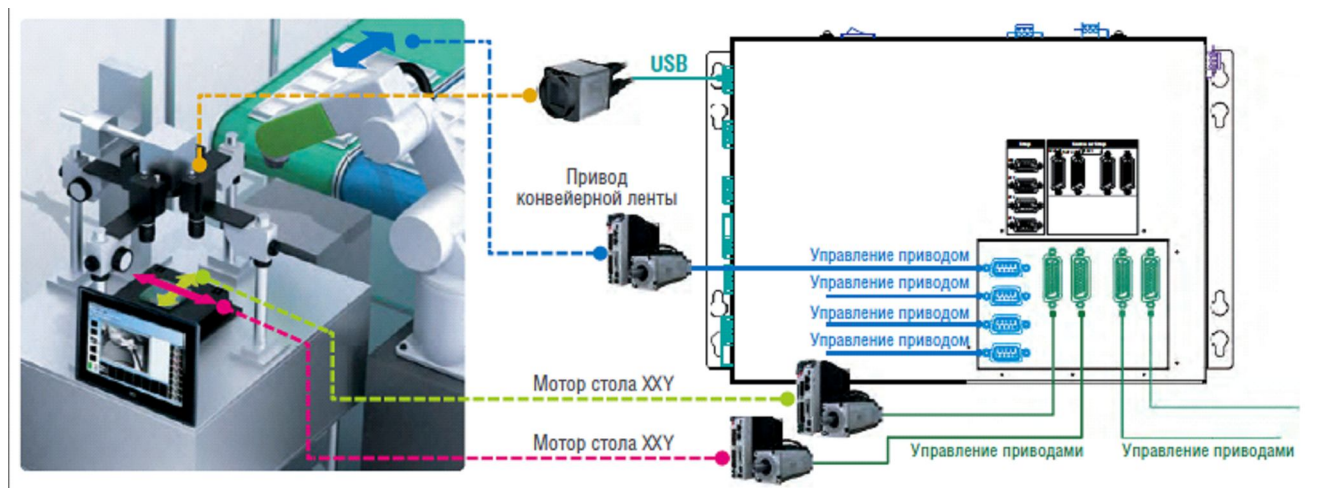 USB
Привод
конвейерной ленты
Управление приводом
Управление приводом
Управление приводом
Управление приводом
Мотор стола XXY
Мотор стола XXY
Управление приводами
Управление приводами